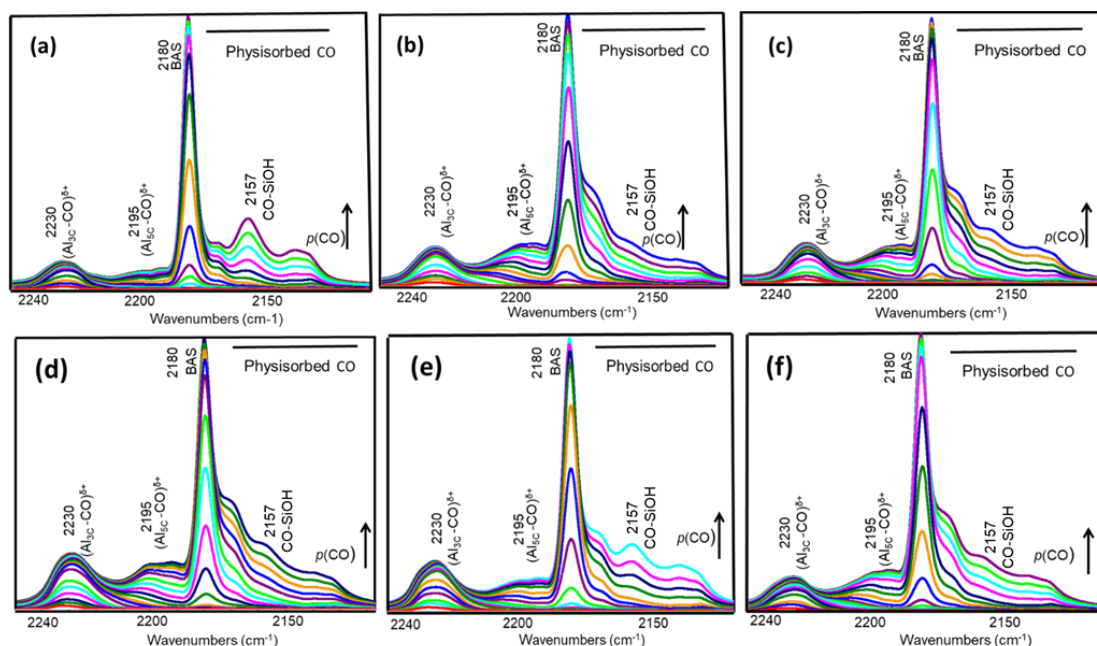 (a)
2180
BAS
Physisorbed CO
2230
(Al3C-CO)δ+
2195
(Al5C-CO)δ+
2157
CO-SiOH
p(CO)
2240 2200 2150
Wavenumbers (cm-1)
(b)
2180
BAS
Physisorbed CO
2230
(Al3C-CO)δ+
2195
(Al5C-CO)δ+
2157
CO-SiOH
p(CO)
2240 2200 2150
Wavenumbers (cm-1)
(c)
2180
BAS
Physisorbed CO
2230
(Al3C-CO)δ+
2195
(Al5C-CO)δ+
2157
CO-SiOH
p(CO)
2240 2200 2150
Wavenumbers (cm-1)
(d)
2180
BAS
Physisorbed CO
2230
(Al3C-CO)δ+
2195
(Al5C-CO)δ+
2157
CO-SiOH
p(CO)
2240 2200 2150
Wavenumbers (cm-1)
(e)
2180
BAS
Physisorbed CO
2230
(Al3C-CO)δ+
2195
(Al5C-CO)δ+
2157
CO-SiOH
p(CO)
2240 2200 2150
Wavenumbers (cm-1)
(f)
2180
BAS
Physisorbed CO
2230
(Al3C-CO)δ+
2195
(Al5C-CO)δ+
2157
CO-SiOH
p(CO)
2240 2200 2150
Wavenumbers (cm-1)